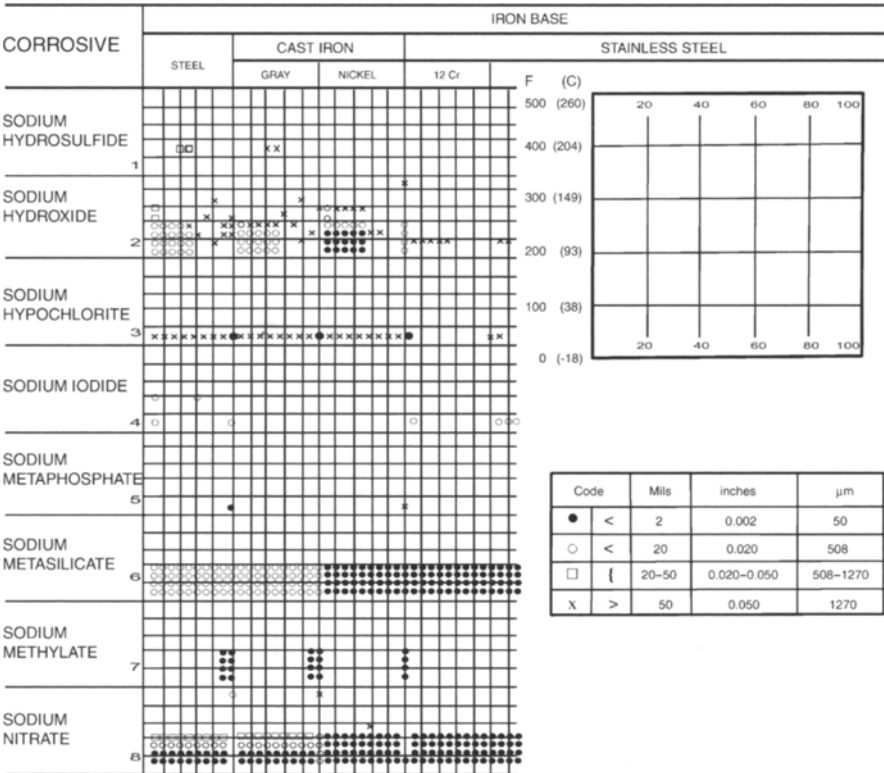 IRON BASE
CORROSIVE
STEEL
CAST IRON
STAINLESS STEEL
GRAY
NICKEL
12 Cr
SODIUM
HYDROSULFIDE
1
SODIUM
HYDROXIDE
2
SODIUM
HYPOCHLORITE
3
SODIUM IODIDE
4
SODIUM
METAPHOSPHATE
5
SODIUM
METASILICATE
6
SODIUM
METHYLATE
7
SODIUM
NITRATE
8
F (C)
500 (260)
20 40 60 80 100
400 (204)
300 (149)
200 (93)
100 (38)
20 40 60 80 100
0 (-18)
Code Mils inches µm
● < 2 0.002 50
○ < 20 0.020 508
□ { 20–50 0.020–0.050 508–1270
x > 50 0.050 1270